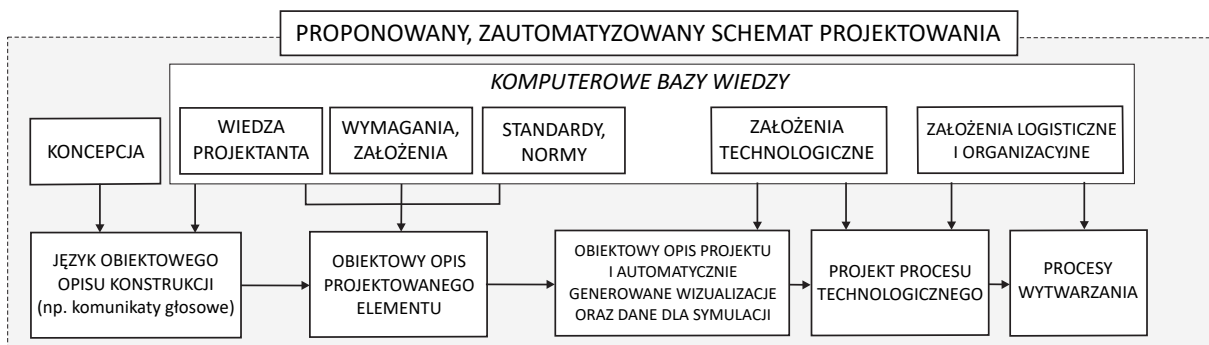 PROPONOWANY, ZAUTOMATYZOWANY SCHEMAT PROJEKTOWANIA
KOMPUTEROWE BAZY WIEDZY
KONCEPCJA
WIEDZA
PROJEKTANTA
WYMAGANIA,
ZAŁOŻENIA
STANDARDY,
NORMY
ZAŁOŻENIA
TECHNOLOGICZNE
ZAŁOŻENIA LOGISTICZNE
I ORGANIZACYJNE
JĘZYK OBIEKTOWEGO
OPISU KONSTRUKCJI
(np. komunikaty głosowe)
OBIEKTOWY OPIS
PROJEKTOWANEGO
ELEMENTU
OBIEKTOWY OPIS PROJEKTU
I AUTOMATYCZNIE
GENEROWANE WIZUALIZACJE
ORAZ DANE DLA SYMULACJI
PROJEKT PROCESU
TECHNOLOGICZNEGO
PROCESY
WYTWARZANIA